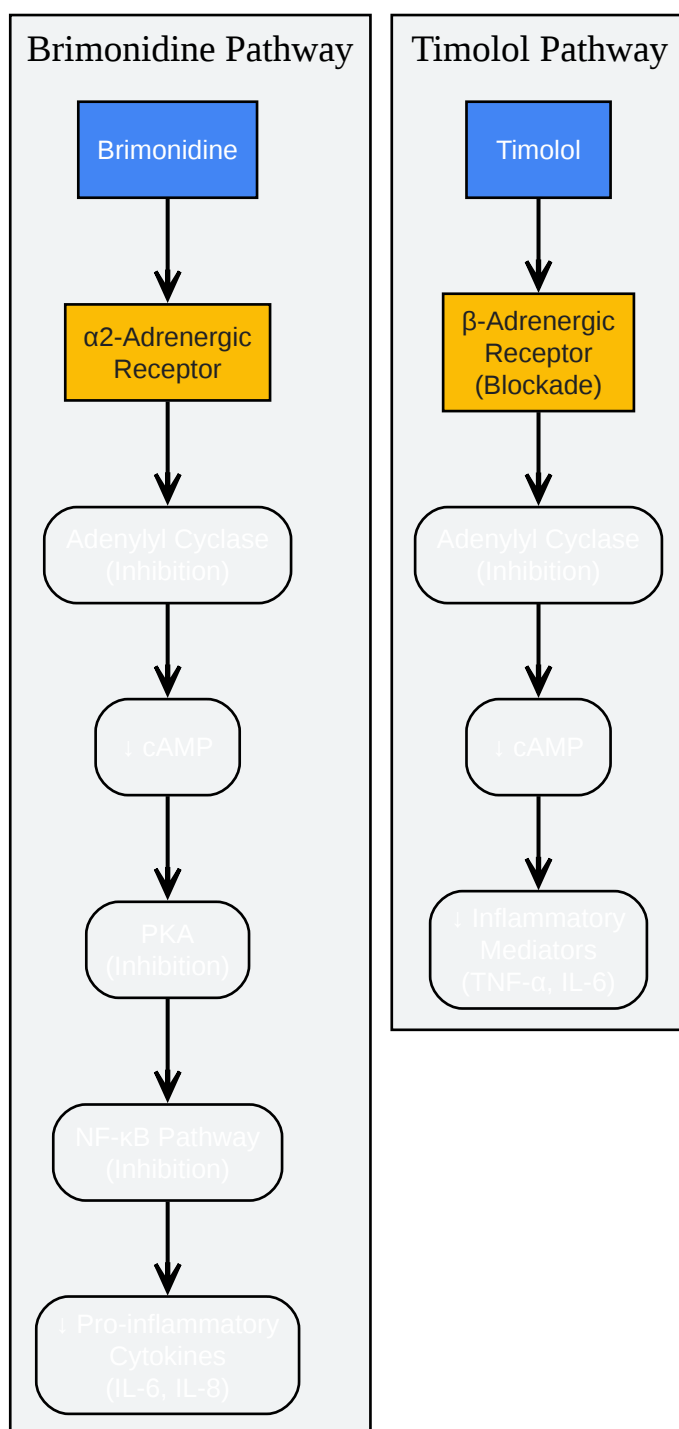 Brimonidine Pathway
Brimonidine
α2-Adrenergic
Receptor
Adenylyl Cyclase
(Inhibition)
↓ cAMP
PKA
(Inhibition)
NF-κB Pathway
(Inhibition)
↓ Pro-inflammatory
Cytokines
(IL-6, IL-8)
Timolol Pathway
Timolol
β-Adrenergic
Receptor
(Blockade)
Adenylyl Cyclase
(Inhibition)
↓ cAMP
↓ Inflammatory
Mediators
(TNF-α, IL-6)